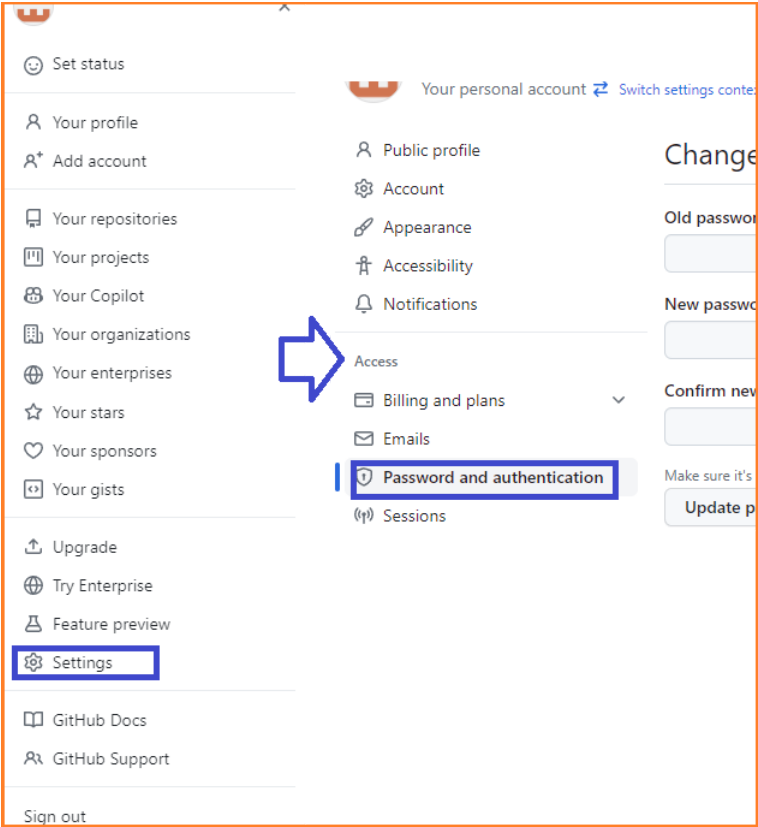 Set status
Your profile
Add account
Your repositories
Your projects
Your Copilot
Your organizations
Your enterprises
Your stars
Your sponsors
Your gists
Upgrade
Try Enterprise
Feature preview
Settings
GitHub Docs
GitHub Support
Sign out
Your personal account Switch settings conte
Public profile
Account
Appearance
Accessibility
Notifications
Access
Billing and plans
Emails
Password and authentication
Sessions
Change
Old passwor
New passwo
Confirm new
Make sure it's
Update p